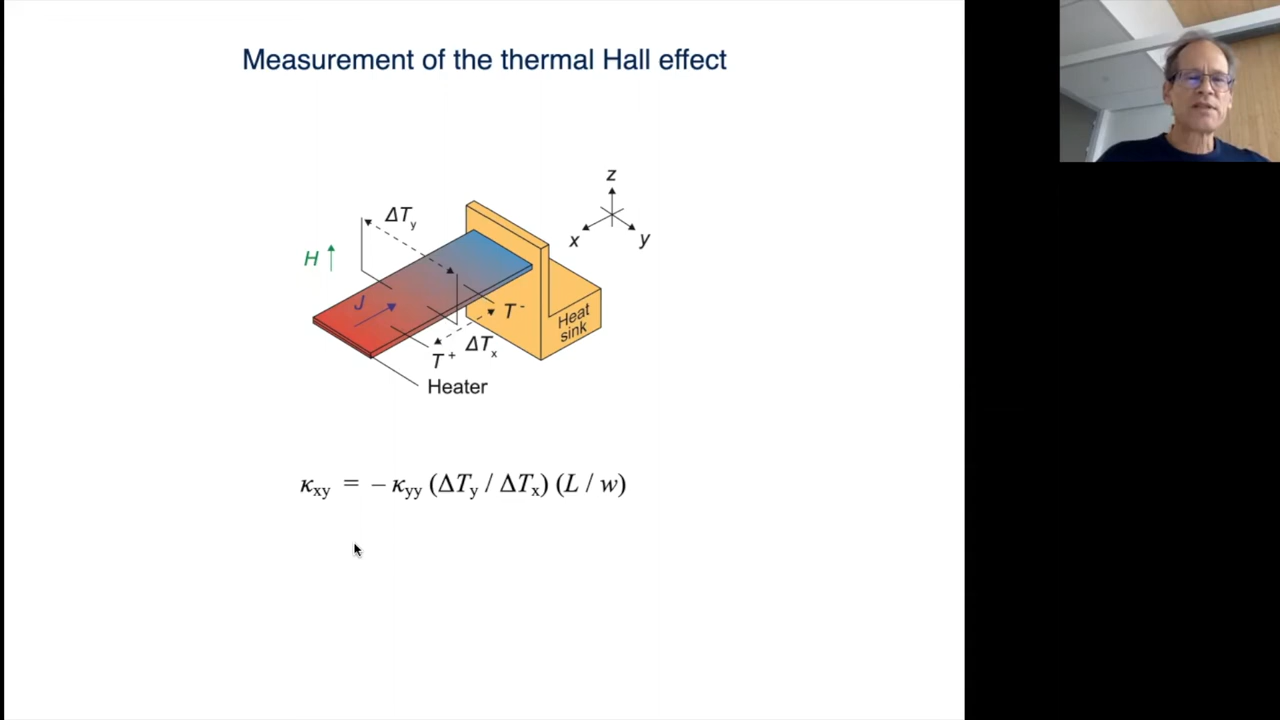 Measurement of the thermal Hall effect
z
ΔTy
x
y
H
J
T-
Heat
sink
ΔTx
T+
Heater
κxy = − κyy (ΔTy / ΔTx) (L / w)